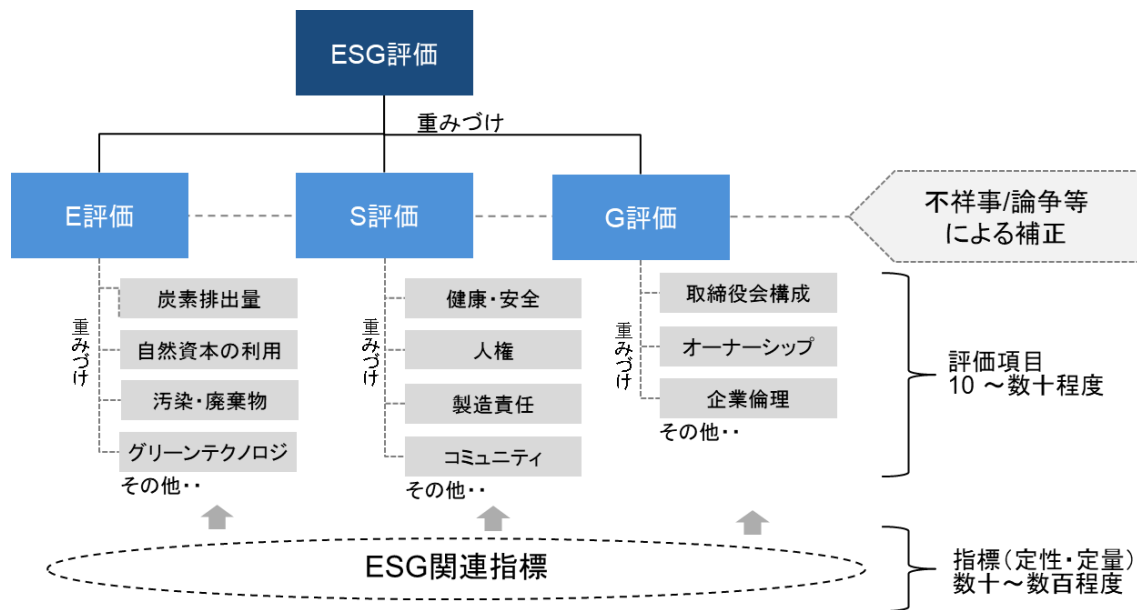 ESG評価
重みづけ
E評価
S評価
G評価
不祥事/論争等
による補正
重みづけ
炭素排出量
自然資本の利用
汚染・廃棄物
グリーンテクノロジ
その他・・
重みづけ
健康・安全
人権
製造責任
コミュニティ
その他・・
重みづけ
取締役会構成
オーナーシップ
企業倫理
その他・・
評価項目
10 ～数十程度
ESG関連指標
指標（定性・定量）
数十～数百程度